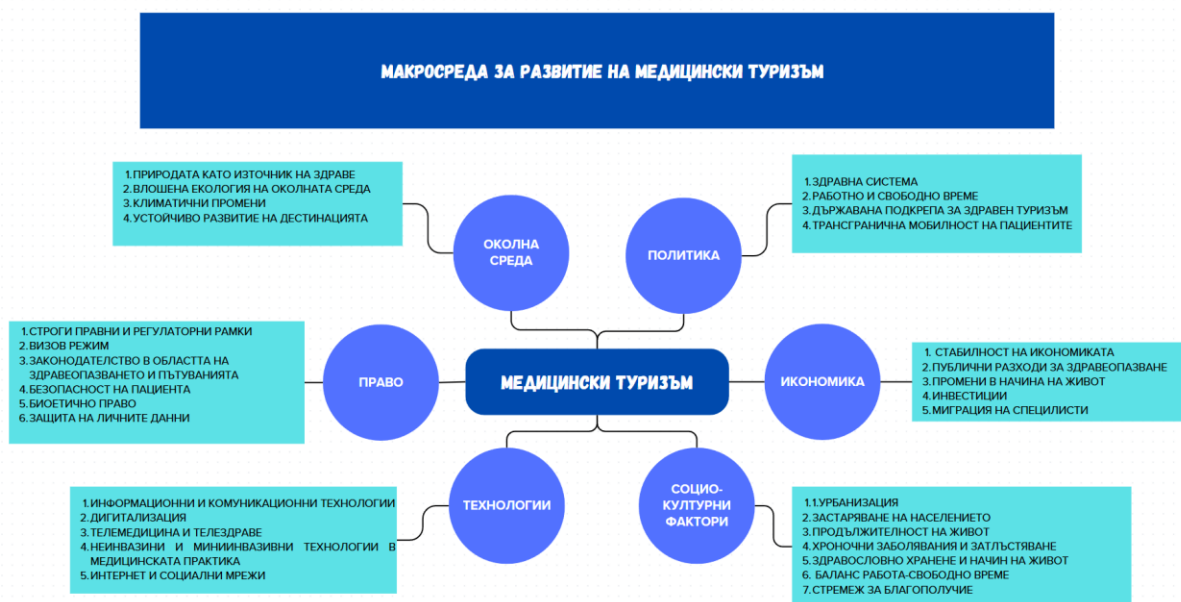 МАКРОСРЕДА ЗА РАЗВИТИЕ НА МЕДИЦИНСКИ ТУРИЗЪМ
1.ПРИРОДАТА КАТО ИЗТОЧНИК НА ЗДРАВЕ
2. ВЛОШЕНА ЕКОЛОГИЯ НА ОКОЛНАТА СРЕДА
3. КЛИМАТИЧНИ ПРОМЕНИ
4. УСТОЙЧИВО РАЗВИТИЕ НА ДЕСТИНАЦИЯТА
ОКОЛНА
СРЕДА
ПОЛИТИКА
1. ЗДРАВНА СИСТЕМА
2. РАБОТНО И СВОБОДНО ВРЕМЕ
3. ДЪРЖАВАНА ПОДКРЕПА ЗА ЗДРАВЕН ТУРИЗЪМ
4. ТРАНСГРАНИЧНА МОБИЛНОСТ НА ПАЦИЕНТИТЕ
1. СТРОГИ ПРАВНИ И РЕГУЛАТОРНИ РАМКИ
2. ВИЗОВ РЕЖИМ
3. ЗАКОНОДАТЕЛСТВО В ОБЛАСТТА НА
ЗДРАВЕОПАЗВАНЕТО И ПЪТУВАНИЯТА
4. БЕЗОПАСНОСТ НА ПАЦИЕНТА
5. БИОЕТИЧНО ПРАВО
6. ЗАЩИТА НА ЛИЧНИТЕ ДАННИ
ПРАВО
МЕДИЦИНСКИ ТУРИЗЪМ
ИКОНОМИКА
1. СТАБИЛНОСТ НА ИКОНОМИКАТА
2. ПУБЛИЧНИ РАЗХОДИ ЗА ЗДРАВЕОПАЗВАНЕ
3. ПРОМЕНИ В НАЧИНА НА ЖИВОТ
4. ИНВЕСТИЦИИ
5. МИГРАЦИЯ НА СПЕЦИЛИСТИ
1. ИНФОРМАЦИОННИ И КОМУНИКАЦИОННИ ТЕХНОЛОГИИ
2. ДИГИТАЛИЗАЦИЯ
3. ТЕЛЕМЕДИЦИНА И ТЕЛЕЗДРАВЕ
4. НЕИНВАЗИНИ И МИНИИНВАЗИВНИ ТЕХНОЛОГИИ В
МЕДИЦИНСКАТА ПРАКТИКА
5. ИНТЕРНЕТ И СОЦИАЛНИ МРЕЖИ
ТЕХНОЛОГИИ
СОЦИО-
КУЛТУРНИ
ФАКТОРИ
1. 1.УРБАНИЗАЦИЯ
2. ЗАСТАРЯВАНЕ НА НАСЕЛЕНИЕТО
3. ПРОДЪЛЖИТЕЛНОСТ НА ЖИВОТ
4. ХРОНОЧНИ ЗАБОЛЯВАНИЯ И ЗАТЛЪСТЯВАНЕ
5. ЗДРАВОСЛОВНО ХРАНЕНЕ И НАЧИН НА ЖИВОТ
6. БАЛАНС РАБОТА-СВОБОДНО ВРЕМЕ
7. СТРЕМЕЖ ЗА БЛАГОПОЛУЧИЕ